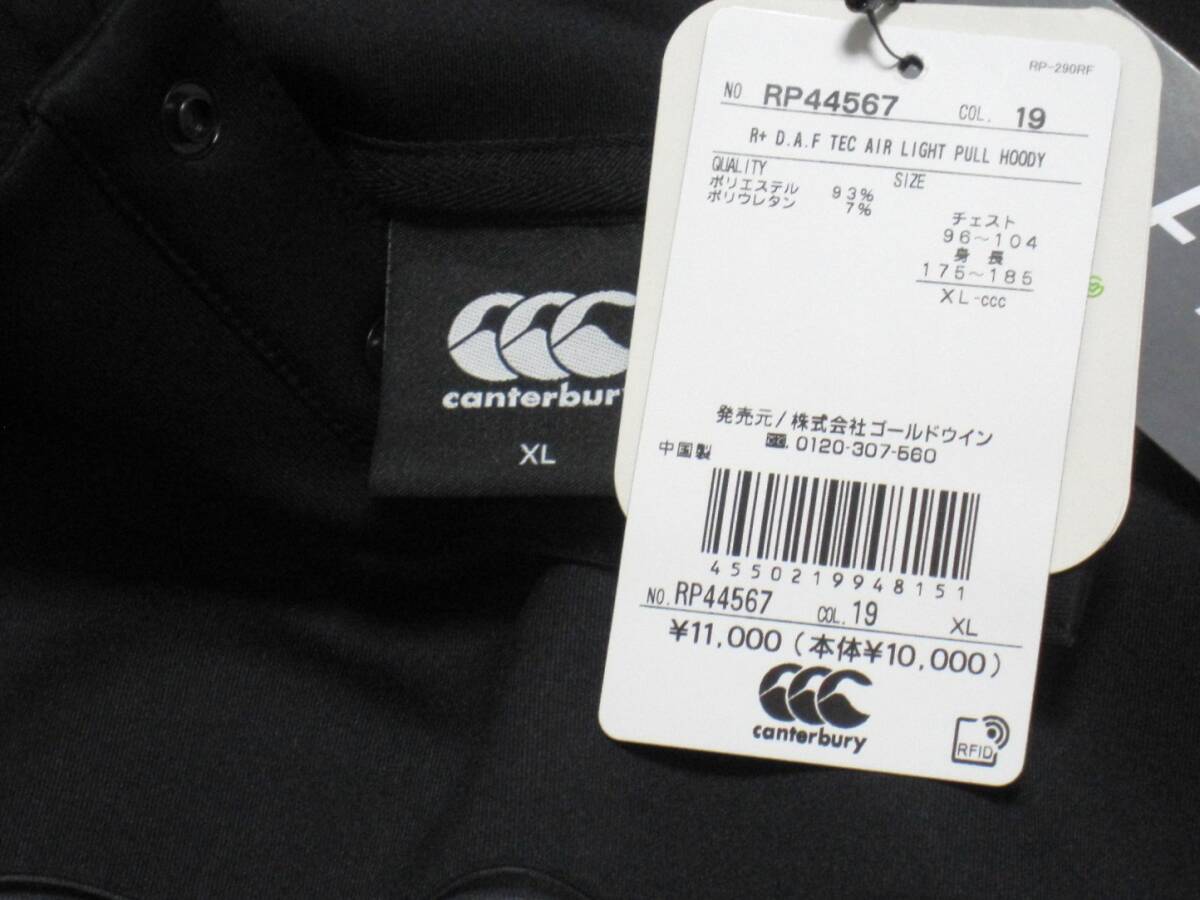 RP-290RF
NO RP44567 COL. 19
R+ D.A.F TEC AIR LIGHT PULL HOODY
QUALITY SIZE
ポリエステル 93%
ポリウレタン 7%
チェスト
96~104
身長
175~185
XL-ccc
発売元/株式会社ゴールドウイン
0120-307-560
中国製
4550219948151
NO. RP44567 COL. 19 XL
¥11,000(本体¥10,000)
canterbury
RFID
canterbury
XL